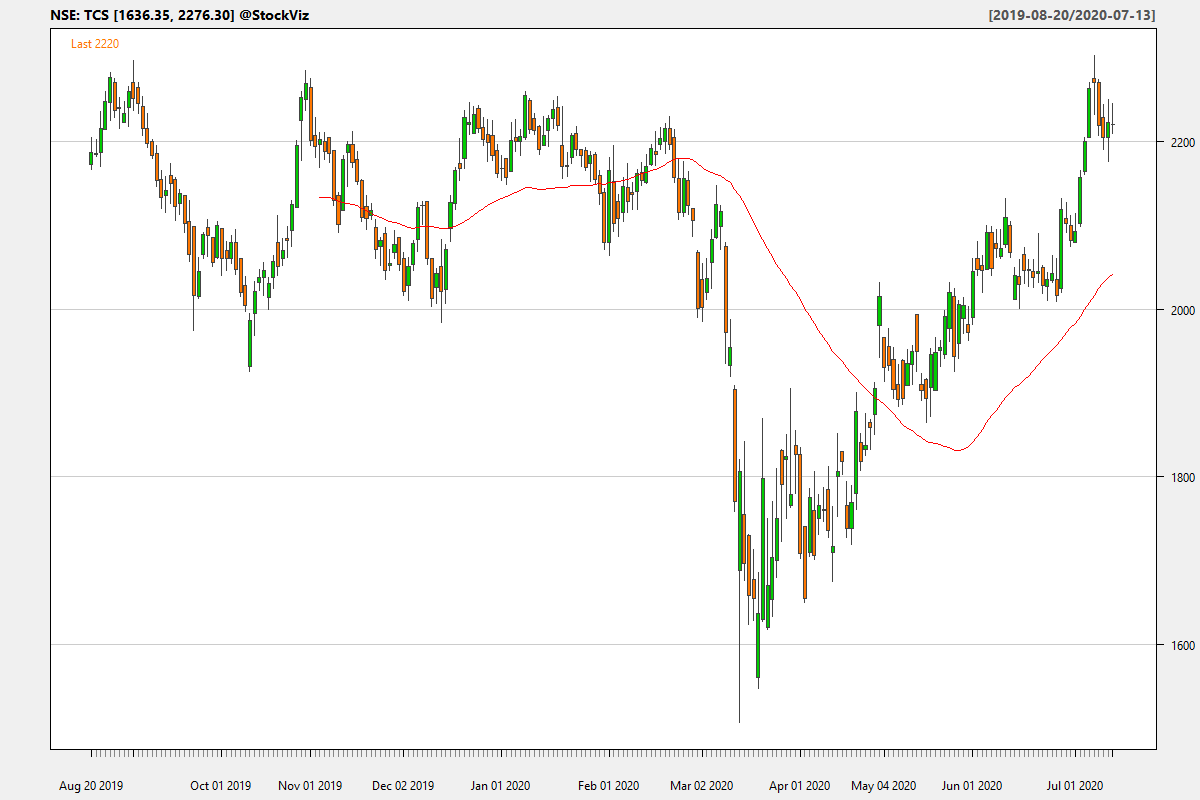 NSE: TCS [1636.35, 2276.30] @StockViz
[2019-08-20/2020-07-13]
Last 2220
2200
2000
1800
1600
Aug 20 2019
Oct 01 2019
Nov 01 2019
Dec 02 2019
Jan 01 2020
Feb 01 2020
Mar 02 2020
Apr 01 2020
May 04 2020
Jun 01 2020
Jul 01 2020